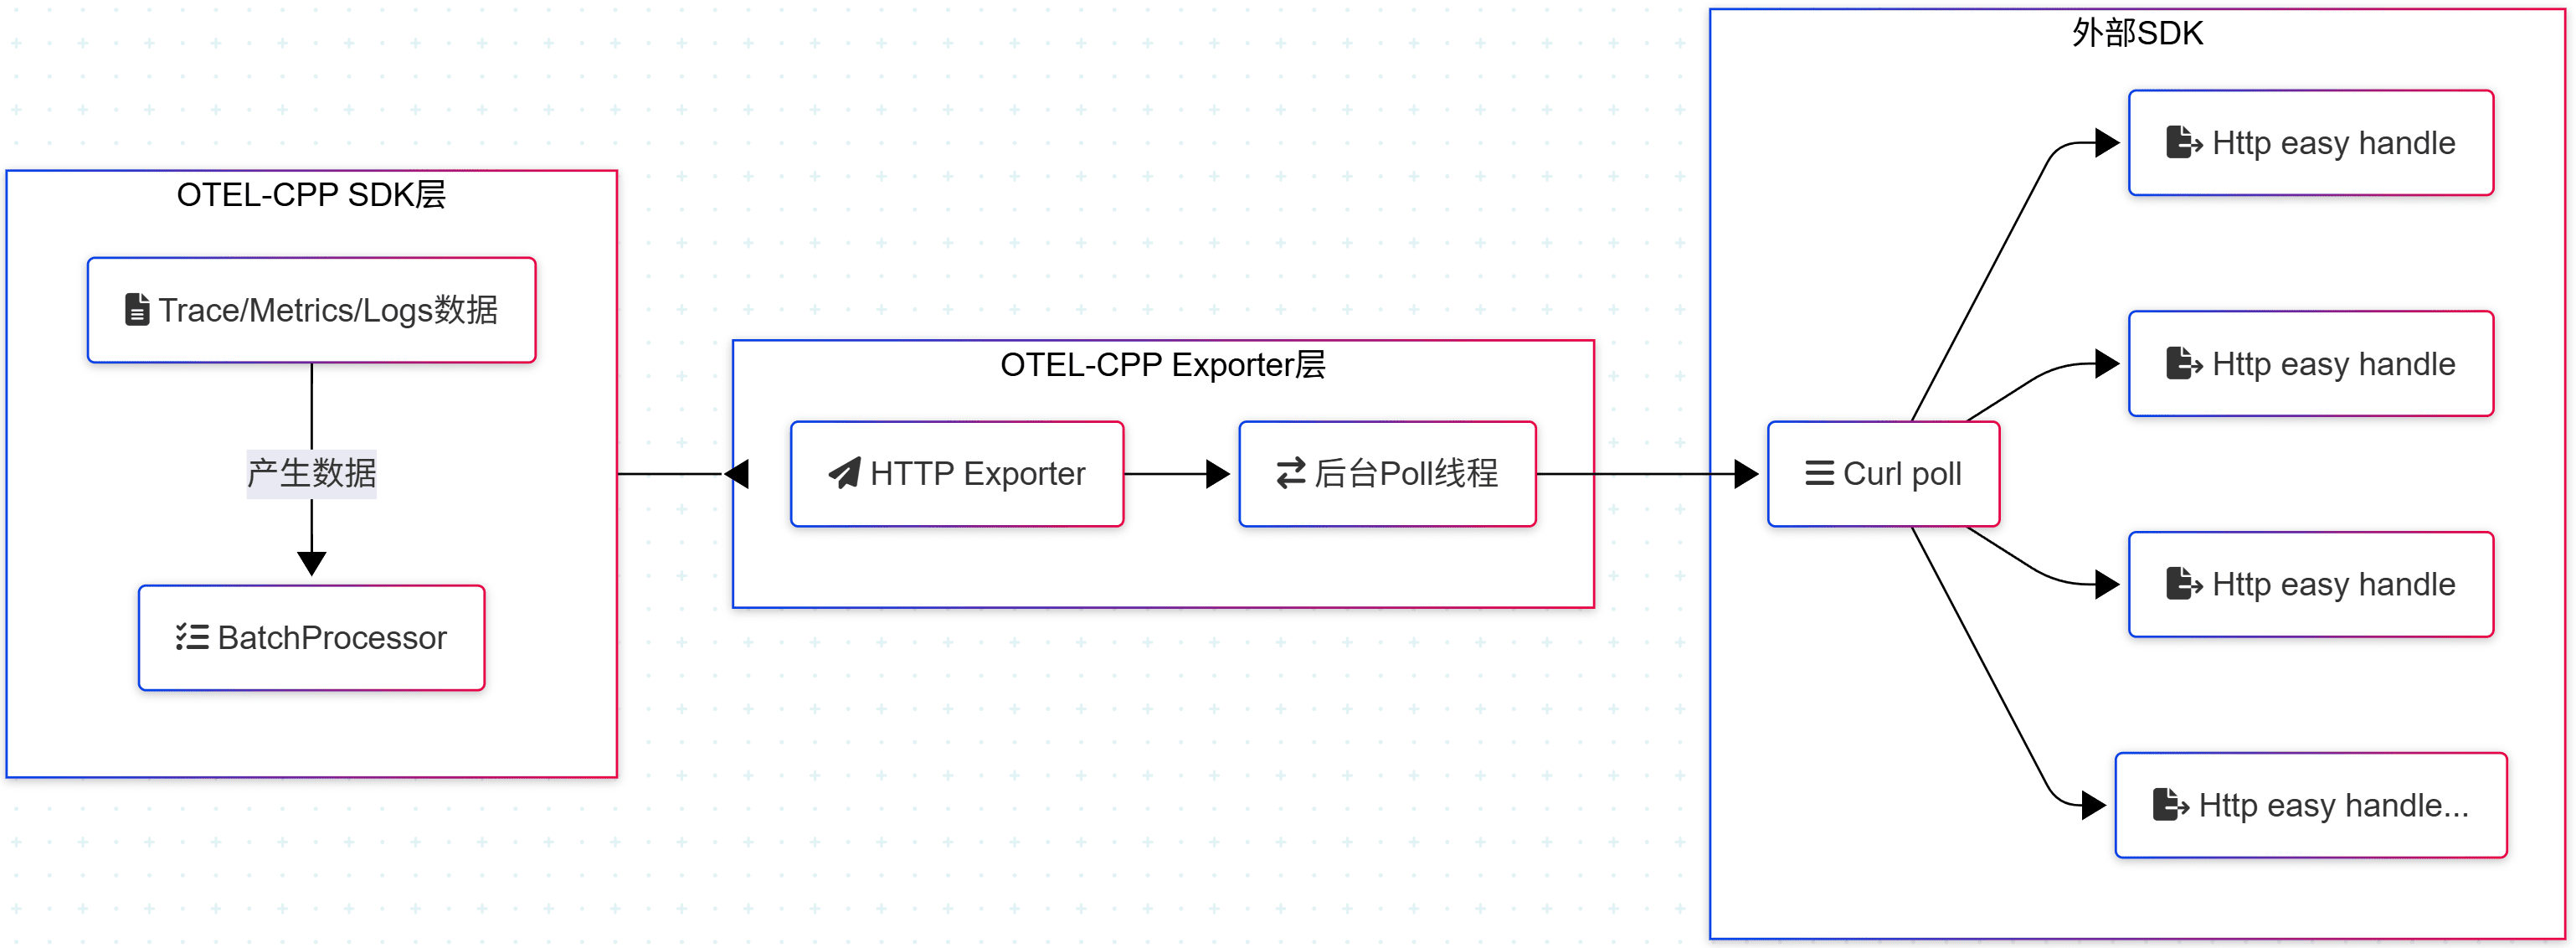 OTEL-CPP SDK层
Trace/Metrics/Logs数据
产生数据
BatchProcessor
OTEL-CPP Exporter层
HTTP Exporter
后台Poll线程
外部SDK
Curl poll
Http easy handle
Http easy handle
Http easy handle
Http easy handle...